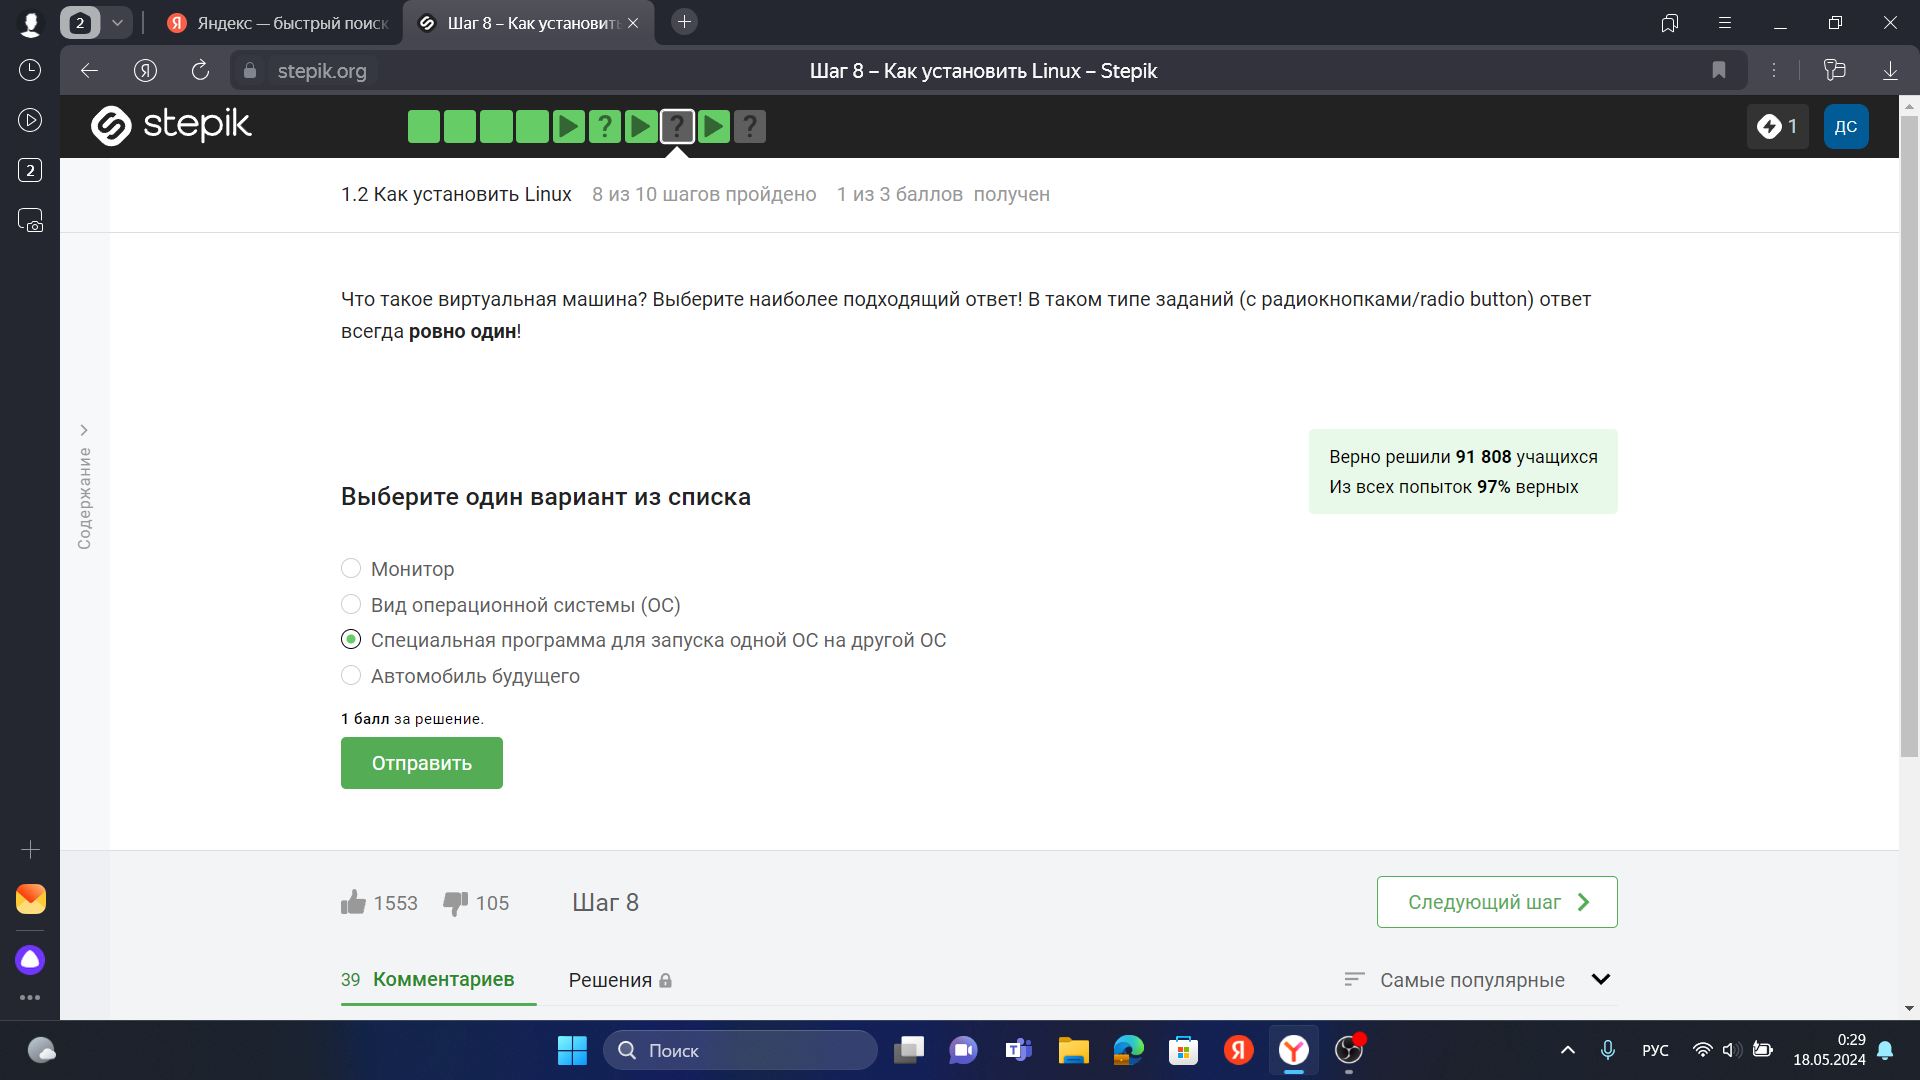 2
Яндекс — быстрый поиск
Шаг 8 – Как установить
stepik.org
Шаг 8 – Как установить Linux – Stepik
2
stepik
? ? ?
1
ДС
1.2 Как установить Linux 8 из 10 шагов пройдено 1 из 3 баллов получен
Содержание
Что такое виртуальная машина? Выберите наиболее подходящий ответ! В таком типе заданий (с радиокнопками/radio button) ответ
всегда ровно один!
Верно решили 91 808 учащихся
Из всех попыток 97% верных
Выберите один вариант из списка
Монитор
Вид операционной системы (ОС)
Специальная программа для запуска одной ОС на другой ОС
Автомобиль будущего
1 балл за решение.
Отправить
1553 105 Шаг 8
Следующий шаг
39 Комментариев Решения
Самые популярные
Поиск
РУС
0:29
18.05.2024